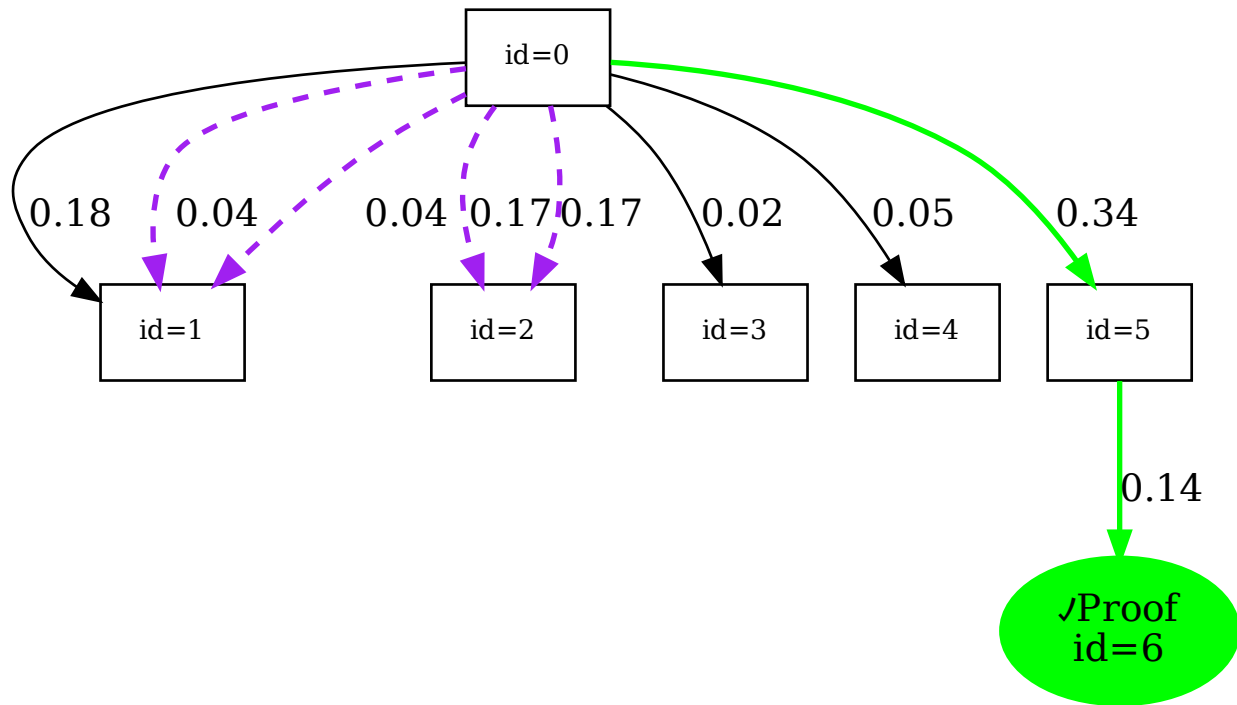 id=0
0.18
0.04
0.04
0.17
0.17
0.02
0.05
0.34
id=1
id=2
id=3
id=4
id=5
0.14
✓Proof
id=6